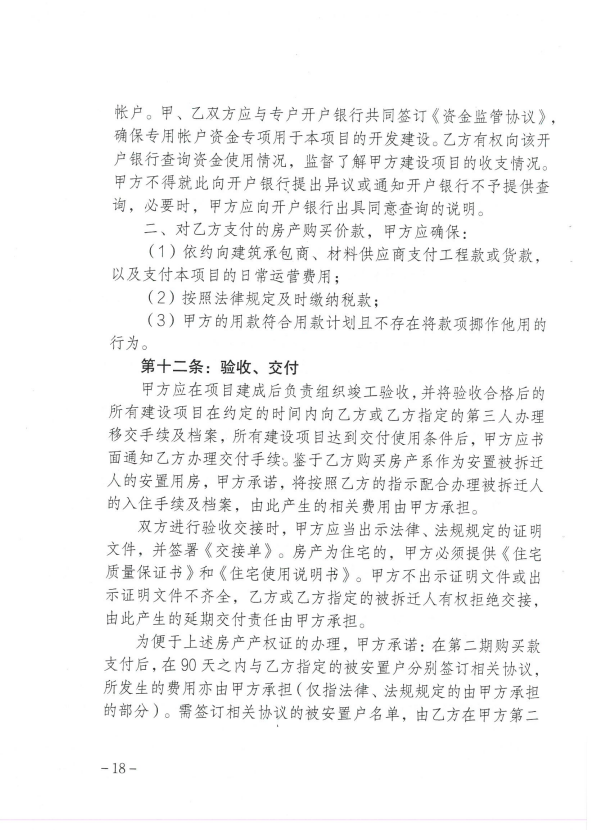 帐户。甲、乙双方应与专户开户银行共同签订《资金监管协议》，
确保专用帐户资金专项用于本项目的开发建设。乙方有权向该开
户银行查询资金使用情况，监督了解甲方建设项目的收支情况。
甲方不得就此向开户银行提出异议或通知开户银行不予提供查
询，必要时，甲方应向开户银行出具同意查询的说明。
二、对乙方支付的房产购买价款，甲方应确保：
（1）依约向建筑承包商、材料供应商支付工程款或货款，
以及支付本项目的日常运营费用；
（2）按照法律规定及时缴纳税款；
（3）甲方的用款符合用款计划且不存在将款项挪作他用的
行为。
第十二条：验收、交付
甲方应在项目建成后负责组织竣工验收，并将验收合格后的
所有建设项目在约定的时间内向乙方或乙方指定的第三人办理
移交手续及档案，所有建设项目达到交付使用条件后，甲方应书
面通知乙方办理交付手续。鉴于乙方购买房产系作为安置被拆迁
人的安置用房，甲方承诺，将按照乙方的指示配合办理被拆迁人
的入住手续及档案，由此产生的相关费用由甲方承担。
双方进行验收交接时，甲方应当出示法律、法规规定的证明
文件，并签署《交接单》。房产为住宅的，甲方必须提供《住宅
质量保证书》和《住宅使用说明书》。甲方不出示证明文件或出
示证明文件不齐全，乙方或乙方指定的被拆迁人有权拒绝交接，
由此产生的延期交付责任由甲方承担。
为便于上述房产产权证的办理，甲方承诺：在第二期购买款
支付后，在 90 天之内与乙方指定的被安置户分别签订相关协议，
所发生的费用亦由甲方承担（仅指法律、法规规定的由甲方承担
的部分）。需签订相关协议的被安置户名单，由乙方在甲方第二
-18-